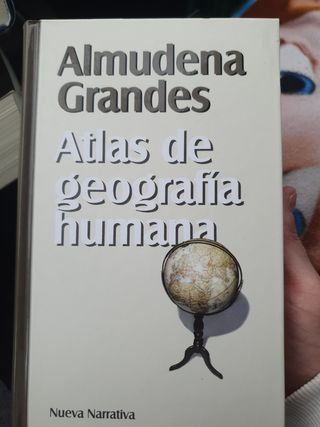 Almudena
Grandes
Atlas de
geografía
humana
Nueva Narrativa